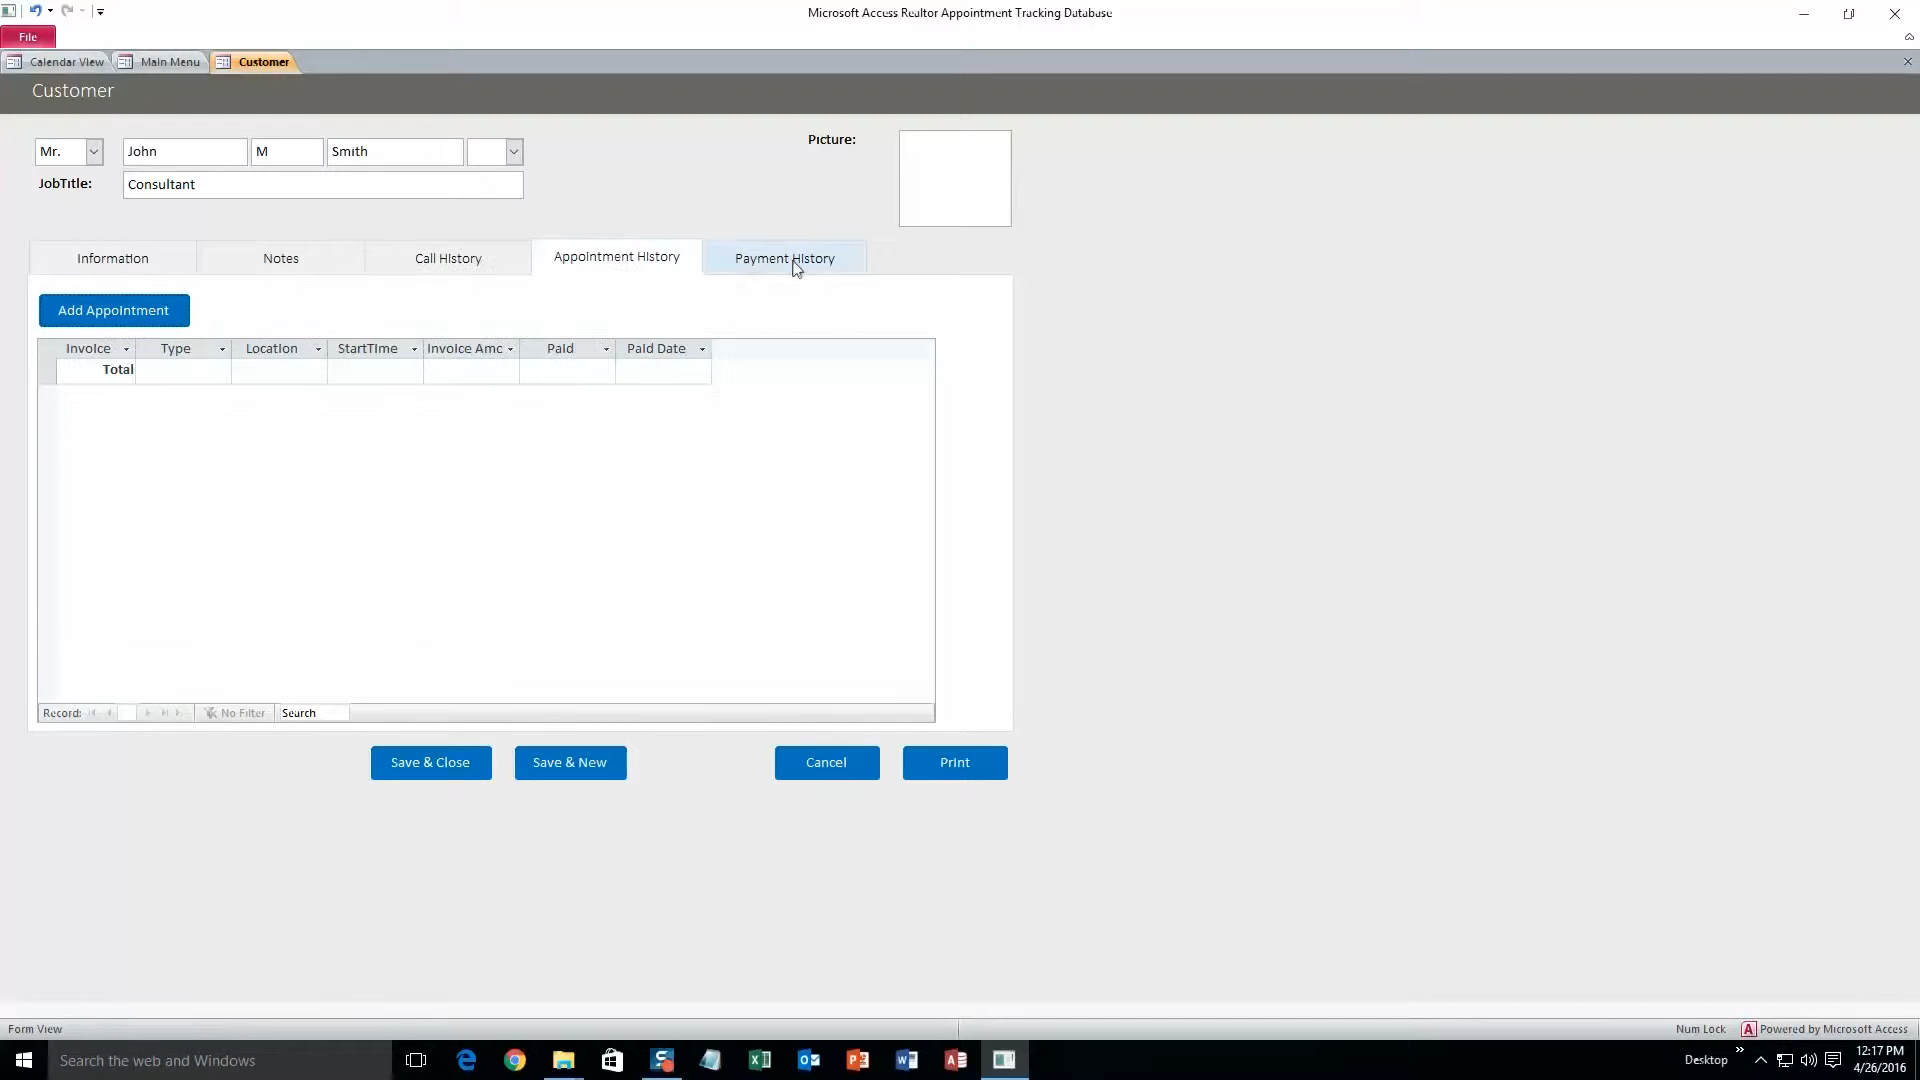 Microsoft Access Realtor Appointment Tracking Database
File
Calendar View
Main Menu
Customer
Customer
Mr.
John
M
Smith
Picture:
JobTitle:
Consultant
Information
Notes
Call History
Appointment History
Payment History
Add Appointment
Invoice
Type
Location
StartTime
Invoice Amc
Paid
Paid Date
Total
Record:
No Filter
Search
Save & Close
Save & New
Cancel
Print
Form View
Num Lock
Powered by Microsoft Access
Search the web and Windows
Desktop
12:17 PM
4/26/2016